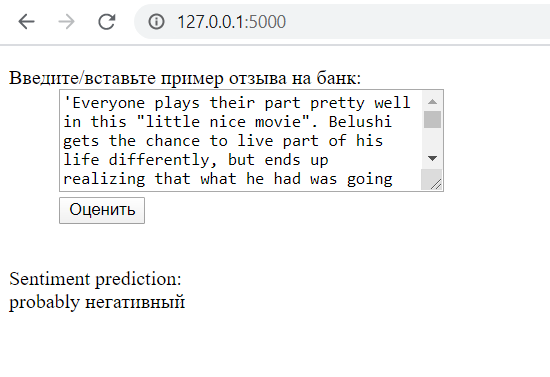 127.0.0.1:5000
Введите/вставьте пример отзыва на банк:
'Everyone plays their part pretty well
in this "little nice movie". Belushi
gets the chance to live part of his
life differently, but ends up
realizing that what he had was going
Оценить
Sentiment prediction:
probably негативный